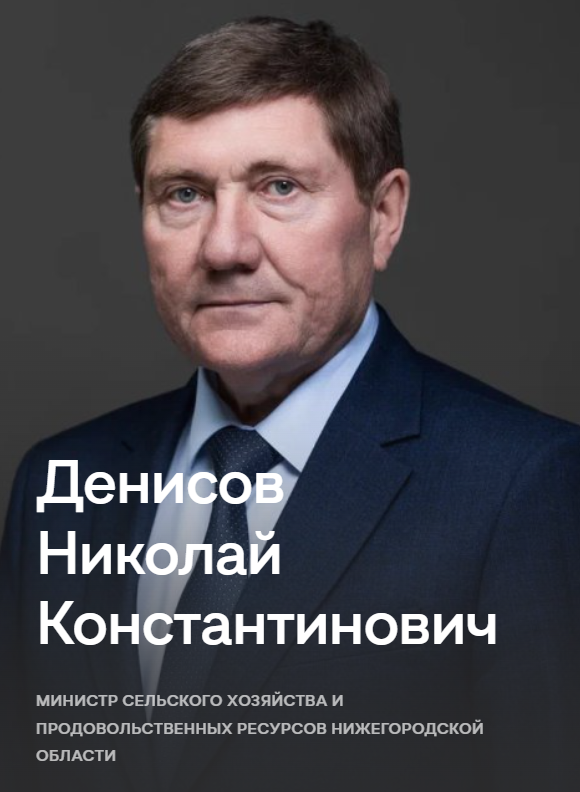 Денисов
Николай
Константинович
МИНИСТР СЕЛЬСКОГО ХОЗЯЙСТВА И
ПРОДОВОЛЬСТВЕННЫХ РЕСУРСОВ НИЖЕГОРОДСКОЙ
ОБЛАСТИ